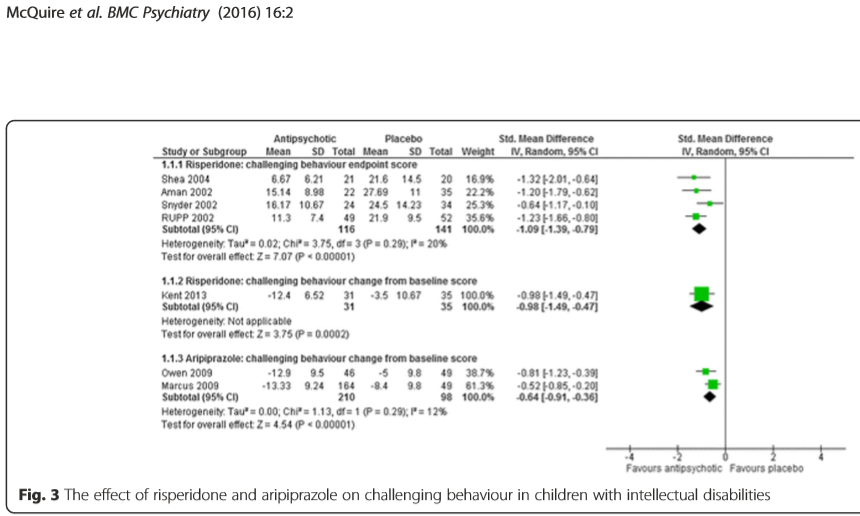 McQuire et al. BMC Psychiatry (2016) 16:2
Antipsychotic Placebo Std. Mean Difference Std. Mean Difference
Study or Subgroup Mean SD Total Mean SD Total Weight IV, Random, 95% CI IV, Random, 95% CI
1.1.1 Risperidone: challenging behaviour endpoint score
Shea 2004 6.67 6.21 21 21.6 14.5 20 16.9% -1.32 [-2.01, -0.64]
Aman 2002 15.14 8.98 22 27.69 11 35 22.2% -1.20 [-1.79, -0.62]
Snyder 2002 16.17 10.67 24 24.5 14.23 34 25.3% -0.64 [-1.17, -0.10]
RUPP 2002 11.3 7.4 49 21.9 9.5 52 35.6% -1.23 [-1.66, -0.80]
Subtotal (95% CI) 116 141 100.0% -1.09 [-1.39, -0.79]
Heterogeneity: Tau² = 0.02; Chi² = 3.75, df = 3 (P = 0.29); I² = 20%
Test for overall effect: Z = 7.07 (P < 0.00001)
1.1.2 Risperidone: challenging behaviour change from baseline score
Kent 2013 -12.4 6.52 31 -3.5 10.67 35 100.0% -0.98 [-1.49, -0.47]
Subtotal (95% CI) 31 35 100.0% -0.98 [-1.49, -0.47]
Heterogeneity: Not applicable
Test for overall effect: Z = 3.75 (P = 0.0002)
1.1.3 Aripiprazole: challenging behaviour change from baseline score
Owen 2009 -12.9 9.5 46 -5 9.8 49 38.7% -0.81 [-1.23, -0.39]
Marcus 2009 -13.33 9.24 164 -8.4 9.8 49 61.3% -0.52 [-0.85, -0.20]
Subtotal (95% CI) 210 98 100.0% -0.64 [-0.91, -0.36]
Heterogeneity: Tau² = 0.00; Chi² = 1.13, df = 1 (P = 0.29); I² = 12%
Test for overall effect: Z = 4.54 (P < 0.00001)
-4 -2 0 2 4
Favours antipsychotic Favours placebo
Fig. 3 The effect of risperidone and aripiprazole on challenging behaviour in children with intellectual disabilities